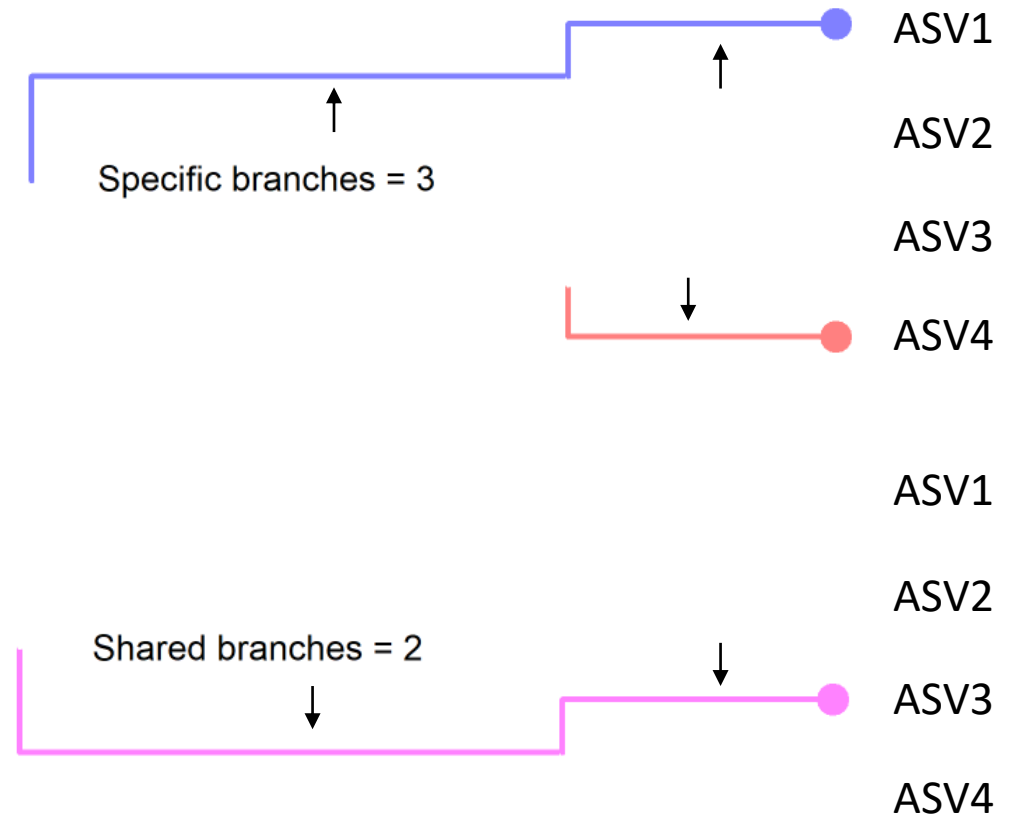 ASV1
ASV2
Specific branches = 3
ASV3
ASV4
ASV1
ASV2
Shared branches = 2
ASV3
ASV4